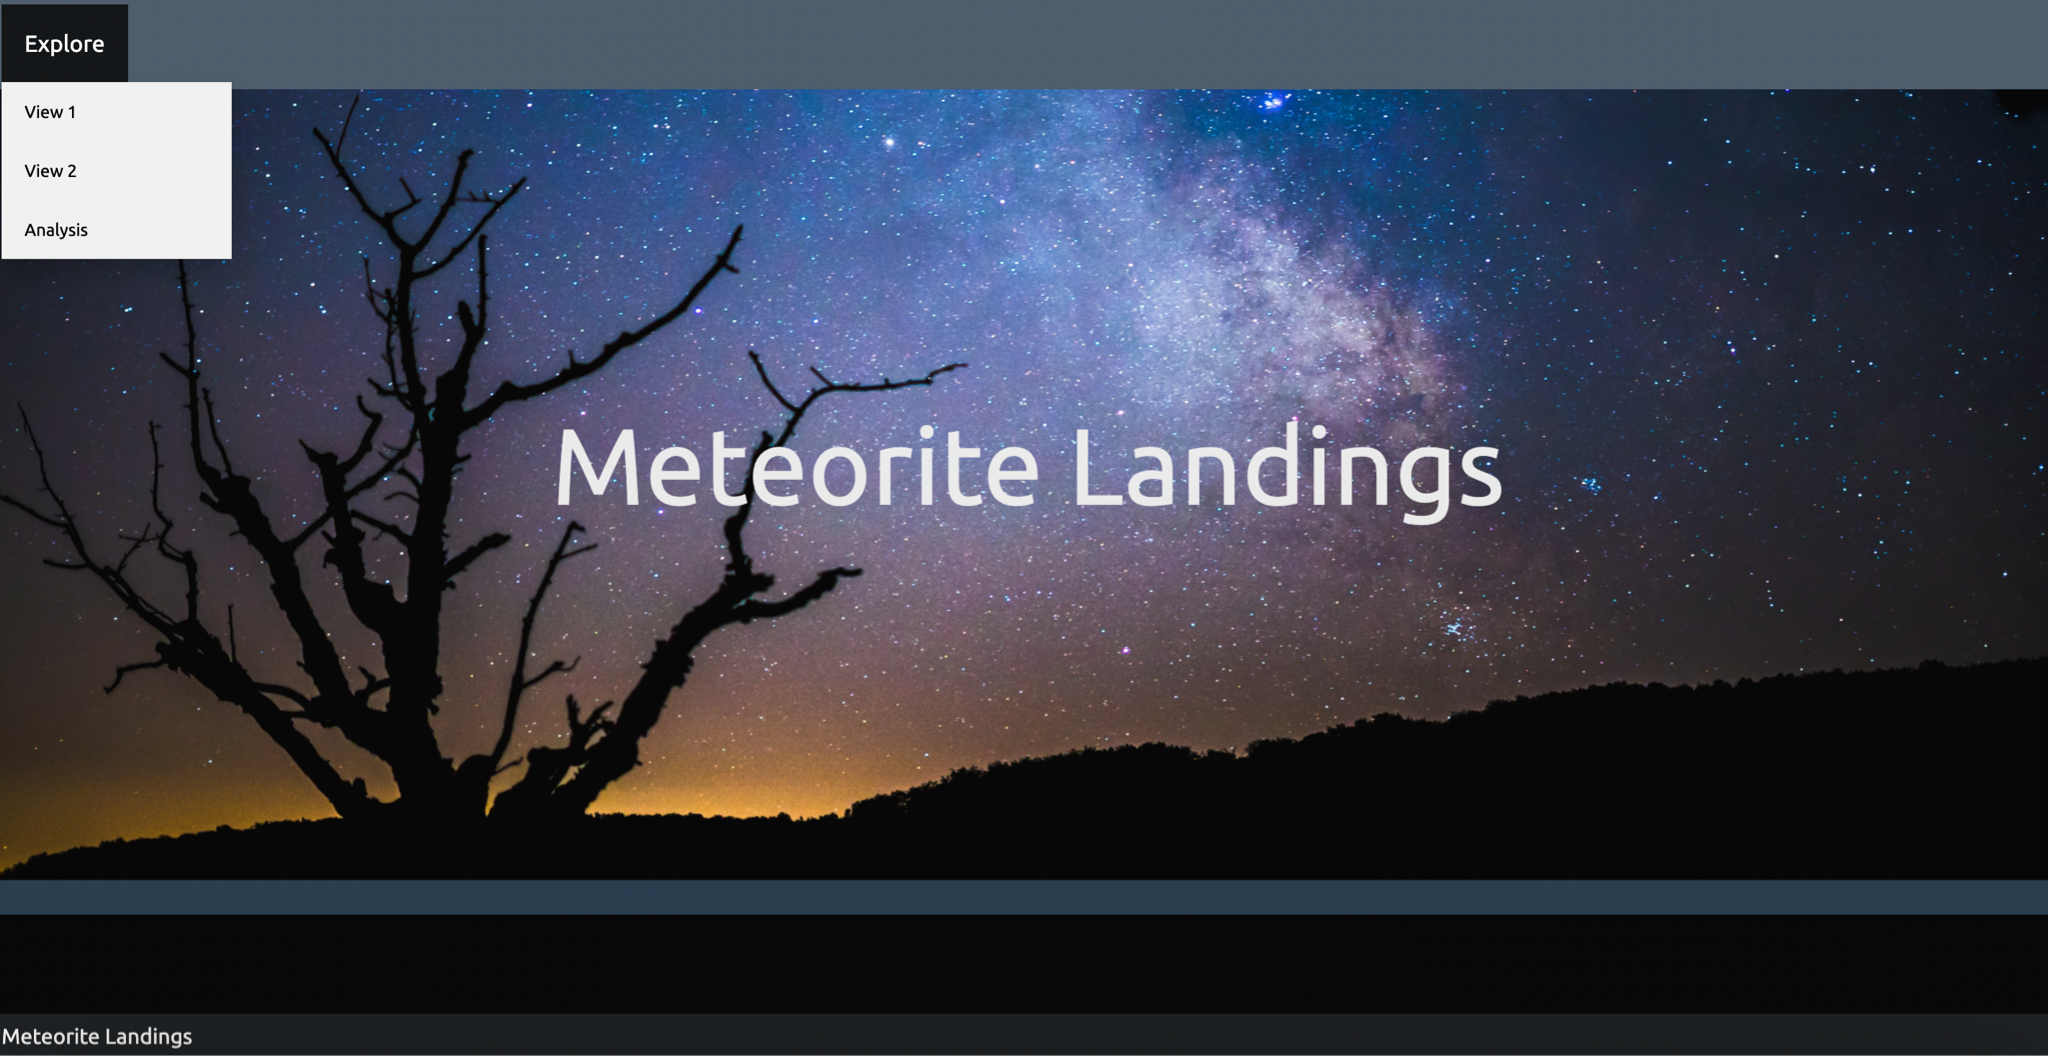 Explore
View 1
View 2
Analysis
Meteorite Landings
Meteorite Landings